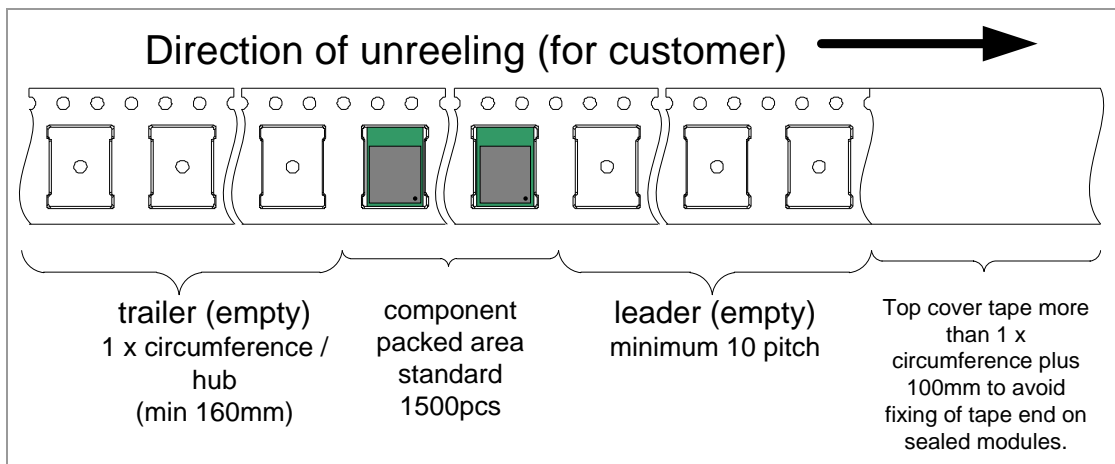 Direction of unreeling (for customer)
trailer (empty)
1 x circumference /
hub
(min 160mm)
component
packed area
standard
1500pcs
leader (empty)
minimum 10 pitch
Top cover tape more
than 1 x
circumference plus
100mm to avoid
fixing of tape end on
sealed modules.